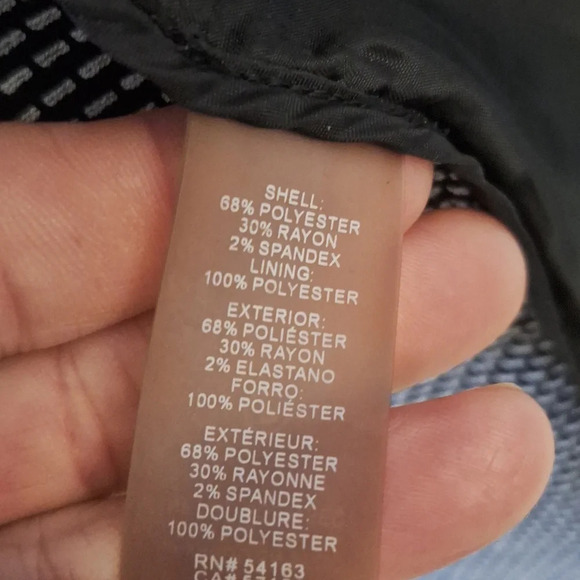 SHELL:
68% POLYESTER
30% RAYON
2% SPANDEX
LINING:
100% POLYESTER
EXTERIOR:
68% POLIÉSTER
30% RAYON
2% ELASTANO
FORRO:
100% POLIÉSTER
EXTÉRIEUR:
68% POLYESTER
30% RAYONNE
2% SPANDEX
DOUBLURE:
100% POLYESTER
RN# 54163
CA#